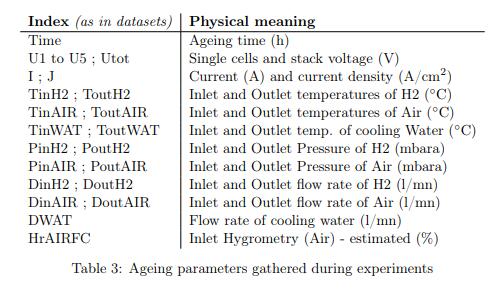 Index (as in datasets) Physical meaning
Time Ageing time (h)
U1 to U5 ; Utot Single cells and stack voltage (V)
I ; J Current (A) and current density (A/cm²)
TinH2 ; ToutH2 Inlet and Outlet temperatures of H2 (°C)
TinAIR ; ToutAIR Inlet and Outlet temperatures of Air (°C)
TinWAT ; ToutWAT Inlet and Outlet temp. of cooling Water (°C)
PinH2 ; PoutH2 Inlet and Outlet Pressure of H2 (mbara)
PinAIR ; PoutAIR Inlet and Outlet Pressure of Air (mbara)
DinH2 ; DoutH2 Inlet and Outlet flow rate of H2 (l/mn)
DinAIR ; DoutAIR Inlet and Outlet flow rate of Air (l/mn)
DWAT Flow rate of cooling water (l/mn)
HrAIRFC Inlet Hygrometry (Air) - estimated (%)
Table 3: Ageing parameters gathered during experiments